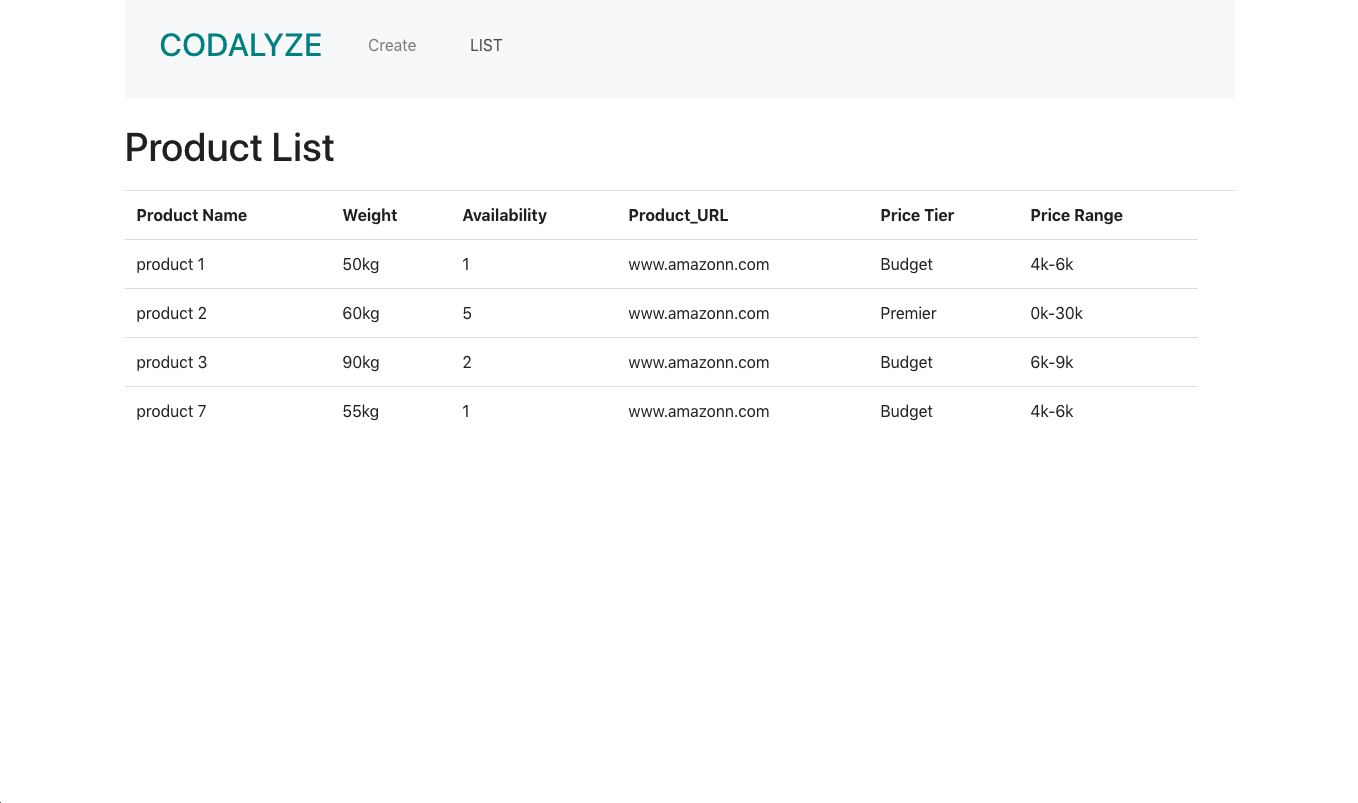 CODALYZE Create LIST
Product List
Product Name Weight Availability Product_URL Price Tier Price Range
product 1 50kg 1 www.amazonn.com Budget 4k-6k
product 2 60kg 5 www.amazonn.com Premier 0k-30k
product 3 90kg 2 www.amazonn.com Budget 6k-9k
product 7 55kg 1 www.amazonn.com Budget 4k-6k